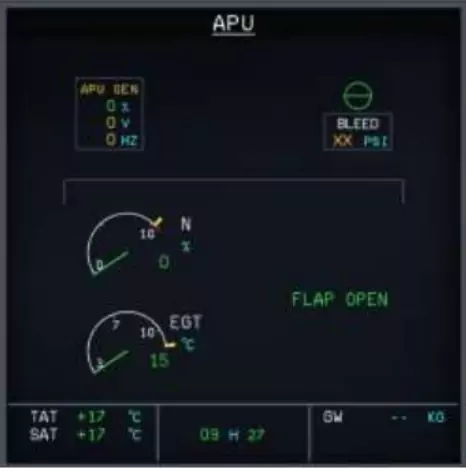 APU
APU GEN
0 %
0 V
0 HZ
BLEED
XX PSI
N
10
0
%
0
FLAP OPEN
EGT
7
10
3
°C
15
TAT +17 °C
SAT +17 °C
09 H 27
GW -- KG